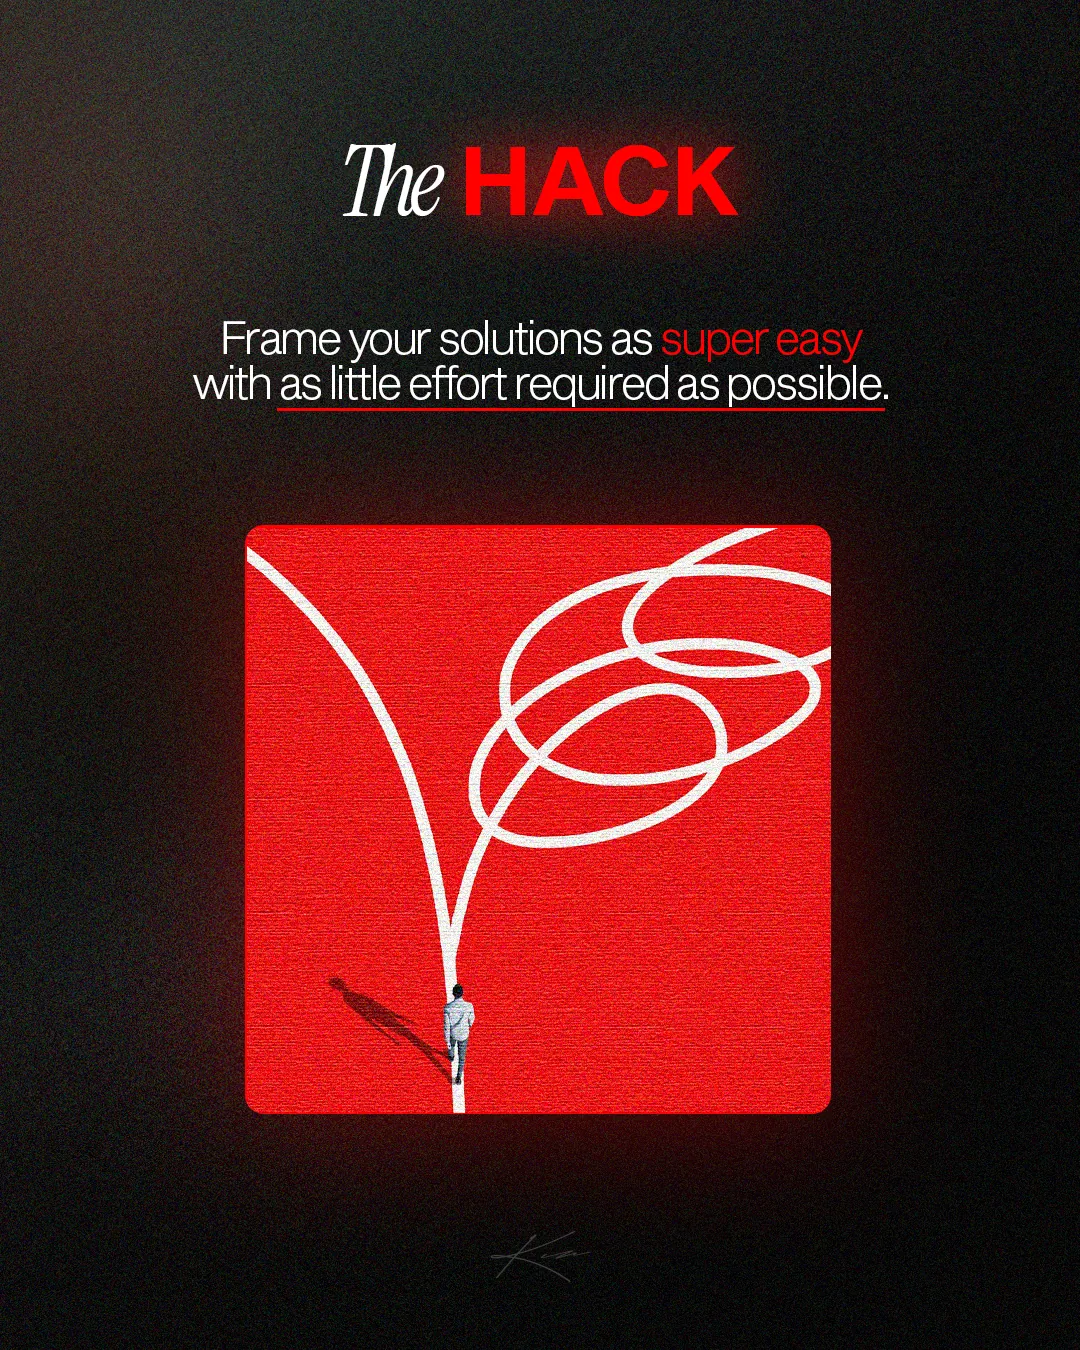 The HACK
Frame your solutions as super easy
with as little effort required as possible.